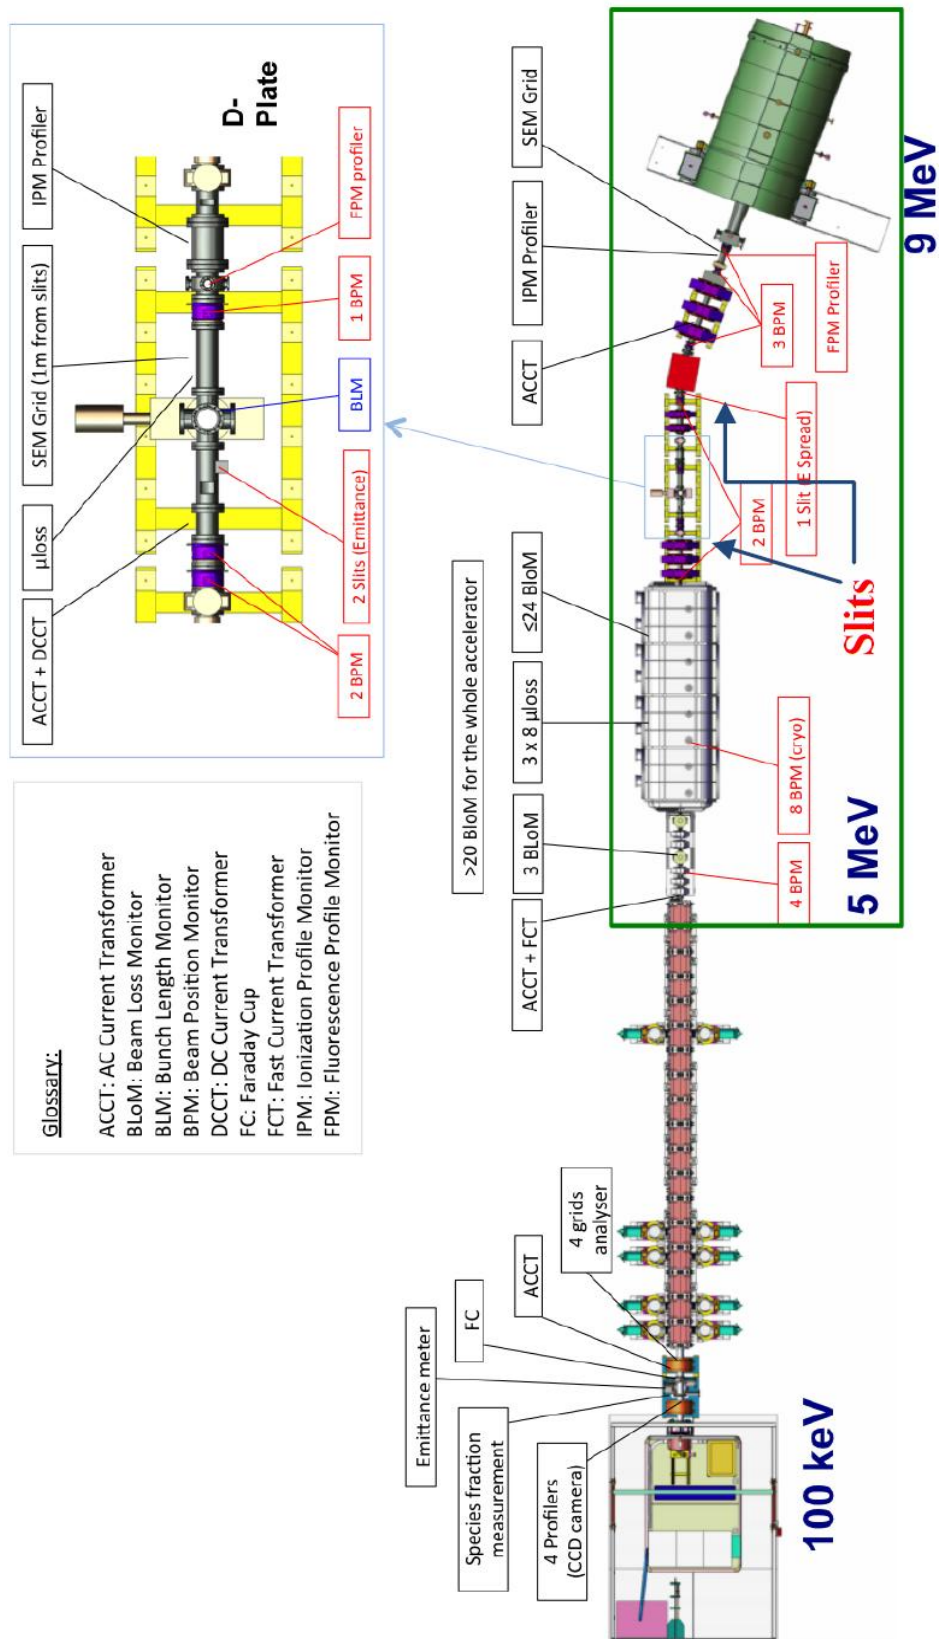 Glossary:
ACCT: AC Current Transformer
BLoM: Beam Loss Monitor
BLM: Bunch Length Monitor
BPM: Beam Position Monitor
DCCT: DC Current Transformer
FC: Faraday Cup
FCT: Fast Current Transformer
IPM: Ionization Profile Monitor
FPM: Fluorescence Profile Monitor
ACCT + DCCT
μloss
SEM Grid (1m from slits)
IPM Profiler
D-
Plate
2 BPM
2 Slits (Emittance)
BLM
1 BPM
FPM profiler
Emittance meter
Species fraction
measurement
FC
4 Profilers
(CCD camera)
ACCT
4 grids
analyser
>20 BloM for the whole accelerator
ACCT + FCT
3 BLoM
3 x 8 μloss
≤24 BloM
ACCT
IPM Profiler
SEM Grid
4 BPM
8 BPM (cryo)
2 BPM
1 Slit (E Spread)
3 BPM
FPM Profiler
Slits
100 keV
5 MeV
9 MeV